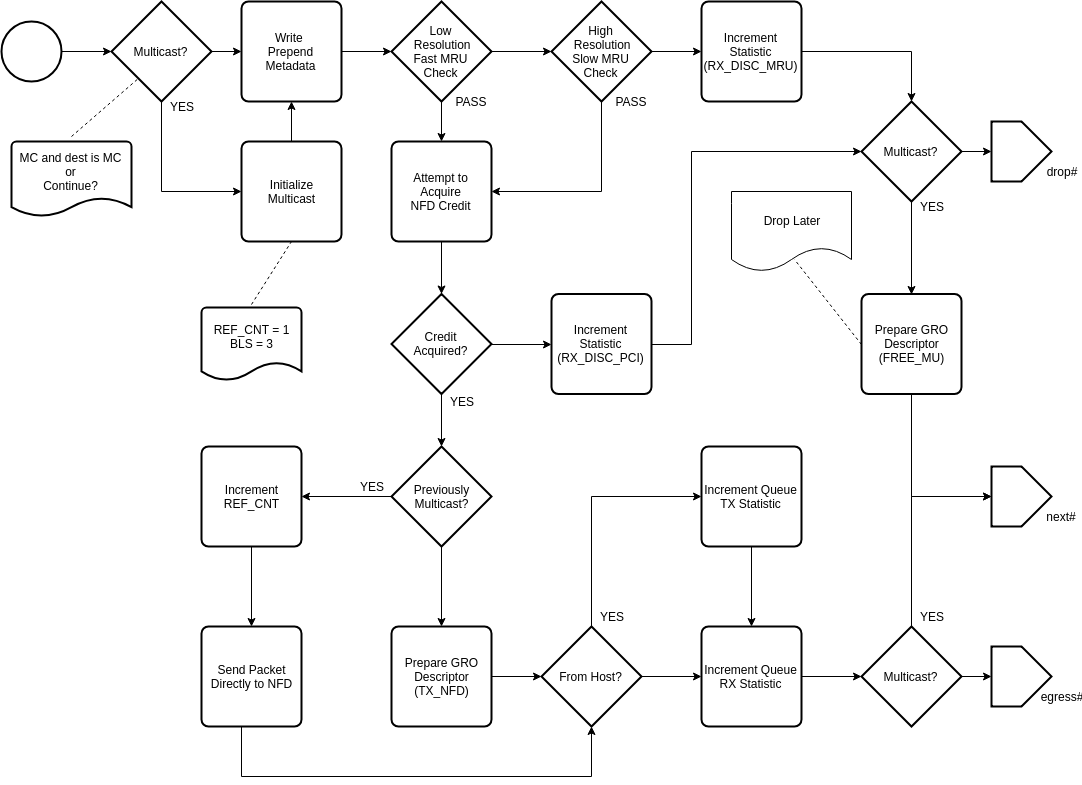 Multicast?
YES
Write
Prepend
Metadata
Low
Resolution
Fast MRU
Check
PASS
High
Resolution
Slow MRU
Check
PASS
Increment
Statistic
(RX_DISC_MRU)
MC and dest is MC
or
Continue?
Initialize
Multicast
Attempt to
Acquire
NFD Credit
Multicast?
YES
drop#
Drop Later
REF_CNT = 1
BLS = 3
Credit
Acquired?
YES
Increment
Statistic
(RX_DISC_PCI)
Prepare GRO
Descriptor
(FREE_MU)
Increment
REF_CNT
YES
Previously
Multicast?
Increment Queue
TX Statistic
next#
Send Packet
Directly to NFD
Prepare GRO
Descriptor
(TX_NFD)
YES
From Host?
Increment Queue
RX Statistic
YES
Multicast?
egress#